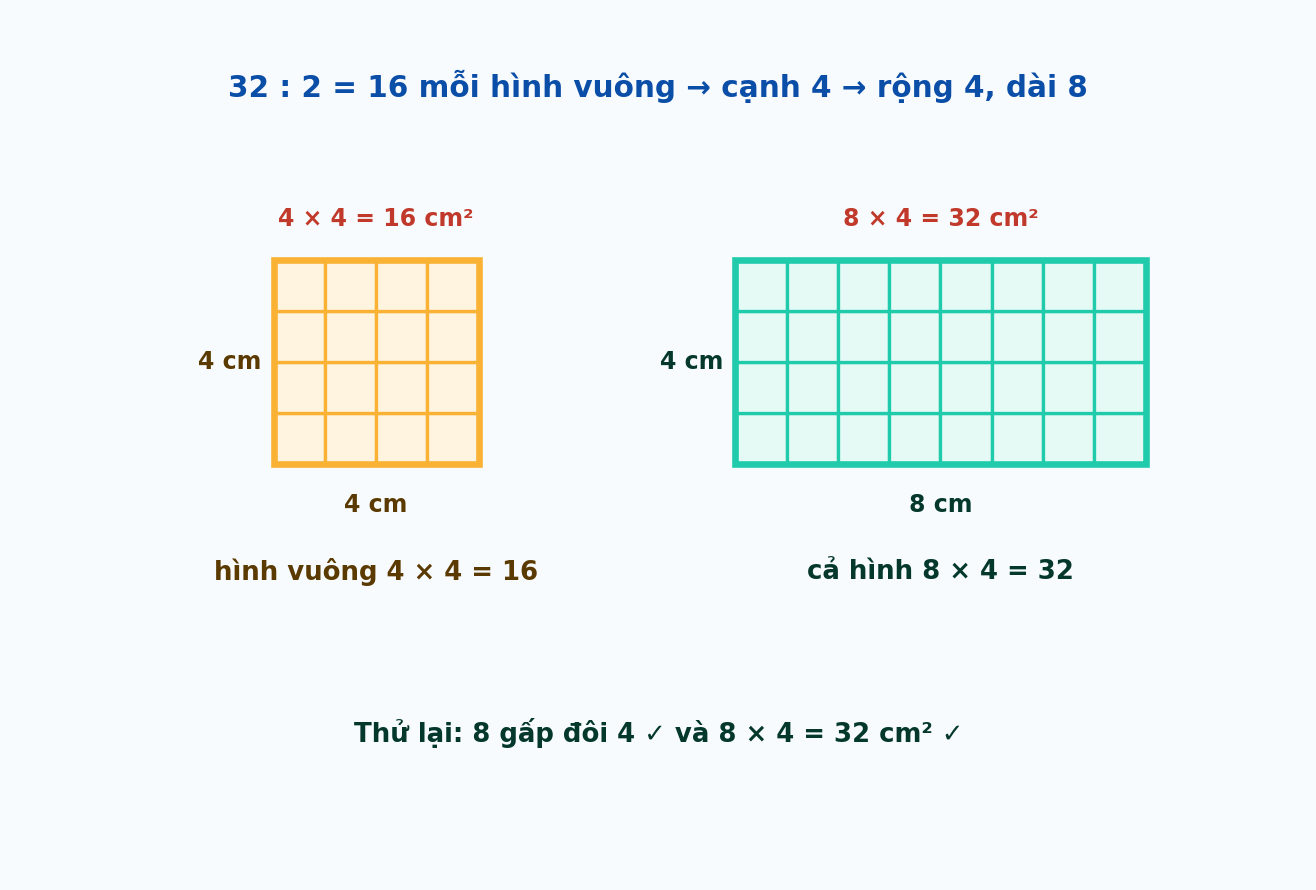 32 : 2 = 16 mỗi hình vuông → cạnh 4 → rộng 4, dài 8
4 × 4 = 16 cm²
8 × 4 = 32 cm²
4 cm
4 cm
4 cm
8 cm
hình vuông 4 × 4 = 16
cả hình 8 × 4 = 32
Thử lại: 8 gấp đôi 4 ✓ và 8 × 4 = 32 cm² ✓